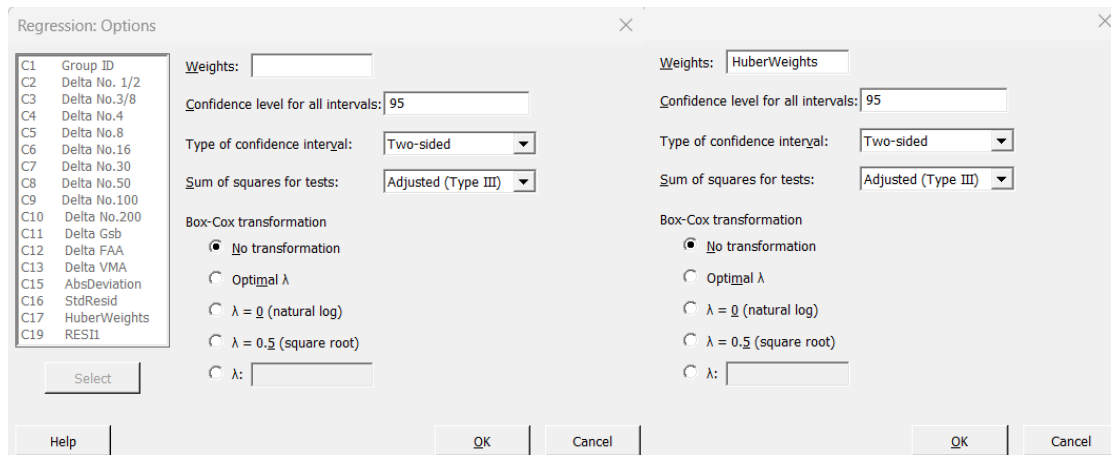 Regression: Options
C1 Group ID
C2 Delta No. 1/2
C3 Delta No.3/8
C4 Delta No.4
C5 Delta No.8
C6 Delta No.16
C7 Delta No.30
C8 Delta No.50
C9 Delta No.100
C10 Delta No.200
C11 Delta Gsb
C12 Delta FAA
C13 Delta VMA
C15 AbsDeviation
C16 StdResid
C17 HuberWeights
C19 RESI1
Select
Help
Weights:
Confidence level for all intervals: 95
Type of confidence interval: Two-sided
Sum of squares for tests: Adjusted (Type III)
Box-Cox transformation
No transformation
Optimal λ
λ = 0 (natural log)
λ = 0.5 (square root)
λ:
OK Cancel
Weights: HuberWeights
Confidence level for all intervals: 95
Type of confidence interval: Two-sided
Sum of squares for tests: Adjusted (Type III)
Box-Cox transformation
No transformation
Optimal λ
λ = 0 (natural log)
λ = 0.5 (square root)
λ:
OK Cancel